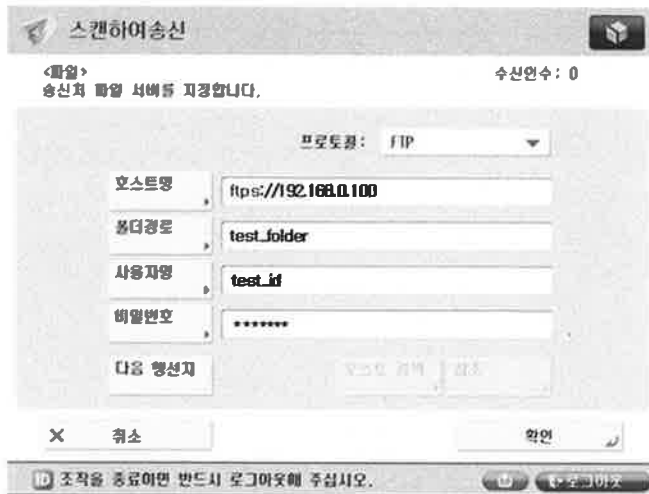 스캔하여송신
<파일>
송신처 파일 서버를 지정합니다.
수신인수: 0
프로토콜: FTP
호스트명
ftps://192.168.0.100
폴더경로
test_folder
사용자명
test_id
비밀번호
*******
다음 행선지
× 취소
확인
ID 조작을 종료하면 반드시 로그아웃해 주십시오.
로그아웃